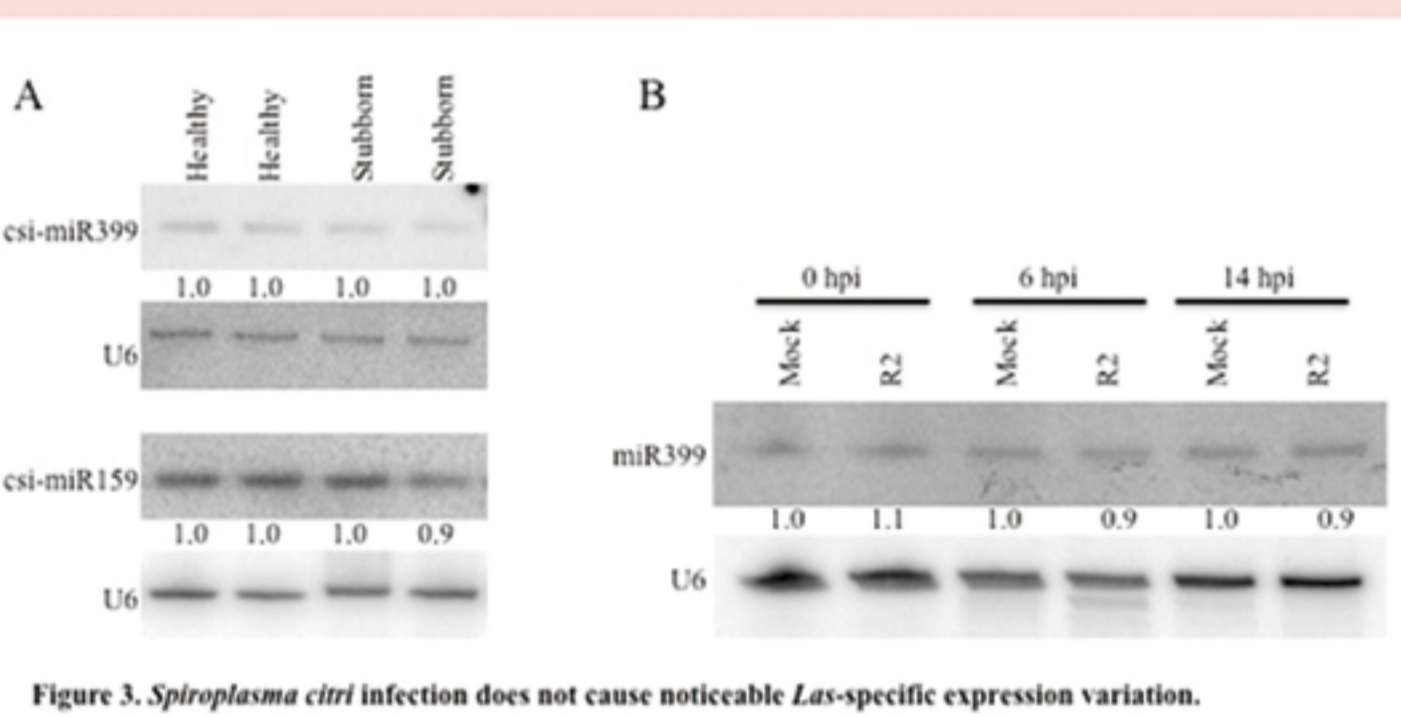 A
Healthy
Healthy
Stubborn
Stubborn
csi-miR399
1.0 1.0 1.0 1.0
U6
csi-miR159
1.0 1.0 1.0 0.9
U6
B
0 hpi 6 hpi 14 hpi
Mock
R2
Mock
R2
Mock
R2
miR399
1.0 1.1 1.0 0.9 1.0 0.9
U6
Figure 3. Spiroplasma citri infection does not cause noticeable Las-specific expression variation.